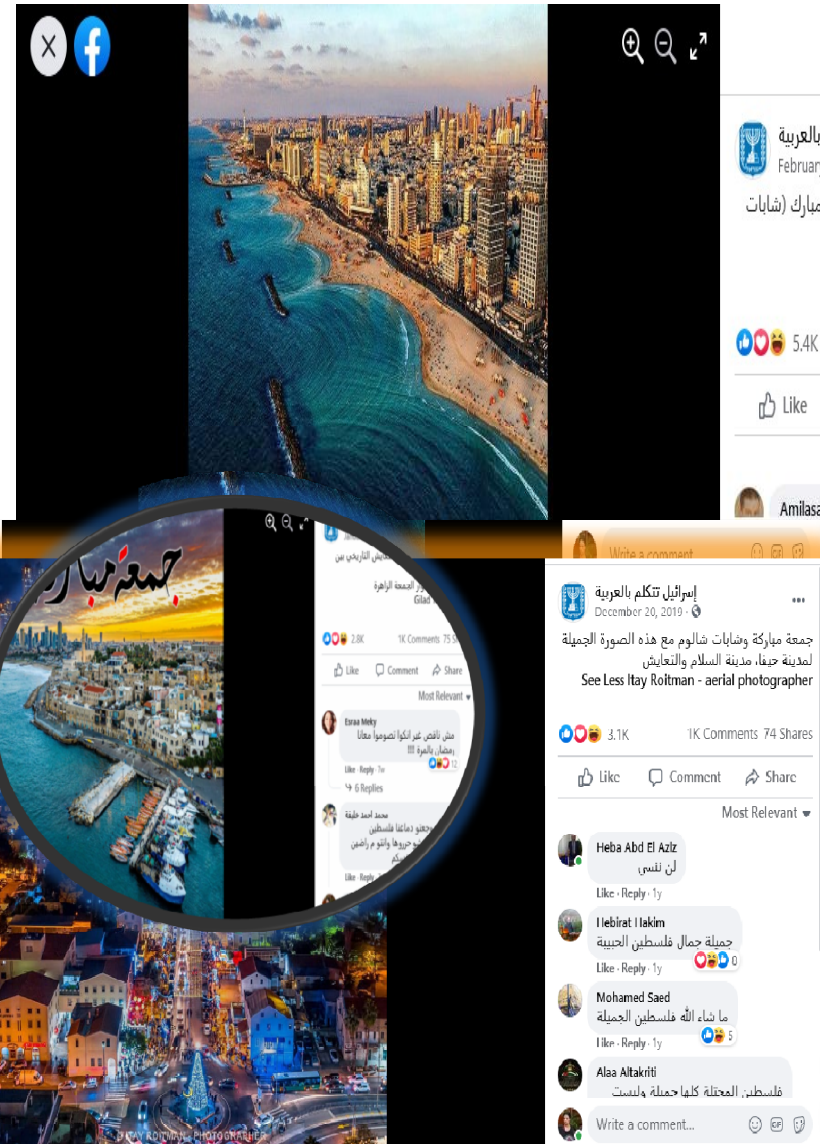 بالعربية
مبارك (شابات
5.4K
Like
Amilasa
Write a comment
جمعة
2.8K
1K Comments
Like
Comment
Share
Most Relevant
Esraa Meky
مش ناقص غير انكوا تصوموا معانا
رمضان بالمرة !!!
12
Like · Reply · 7w
6 Replies
محمد احمد خليفة
Like · Reply
إسرائيل تتكلم بالعربية
December 20, 2019
جمعة مباركة وشابات شالوم مع هذه الصورة الجميلة
لمدينة حيفا، مدينة السلام والتعايش
See Less Itay Roitman - aerial photographer
3.1K
1K Comments 74 Shares
Like
Comment
Share
Most Relevant
Heba Abd El Aziz
لن ننسى
Like · Reply · 1y
Hebirat Hakim
جميلة جمال فلسطين الحبيبة
Like · Reply · 1y
Mohamed Saed
ما شاء الله فلسطين الجميلة
5
Like · Reply · 1y
Alaa Altakriti
فلسطين المحتلة كلها جميلة وليست
Write a comment...
ITAY ROITMAN - PHOTOGRAPHER